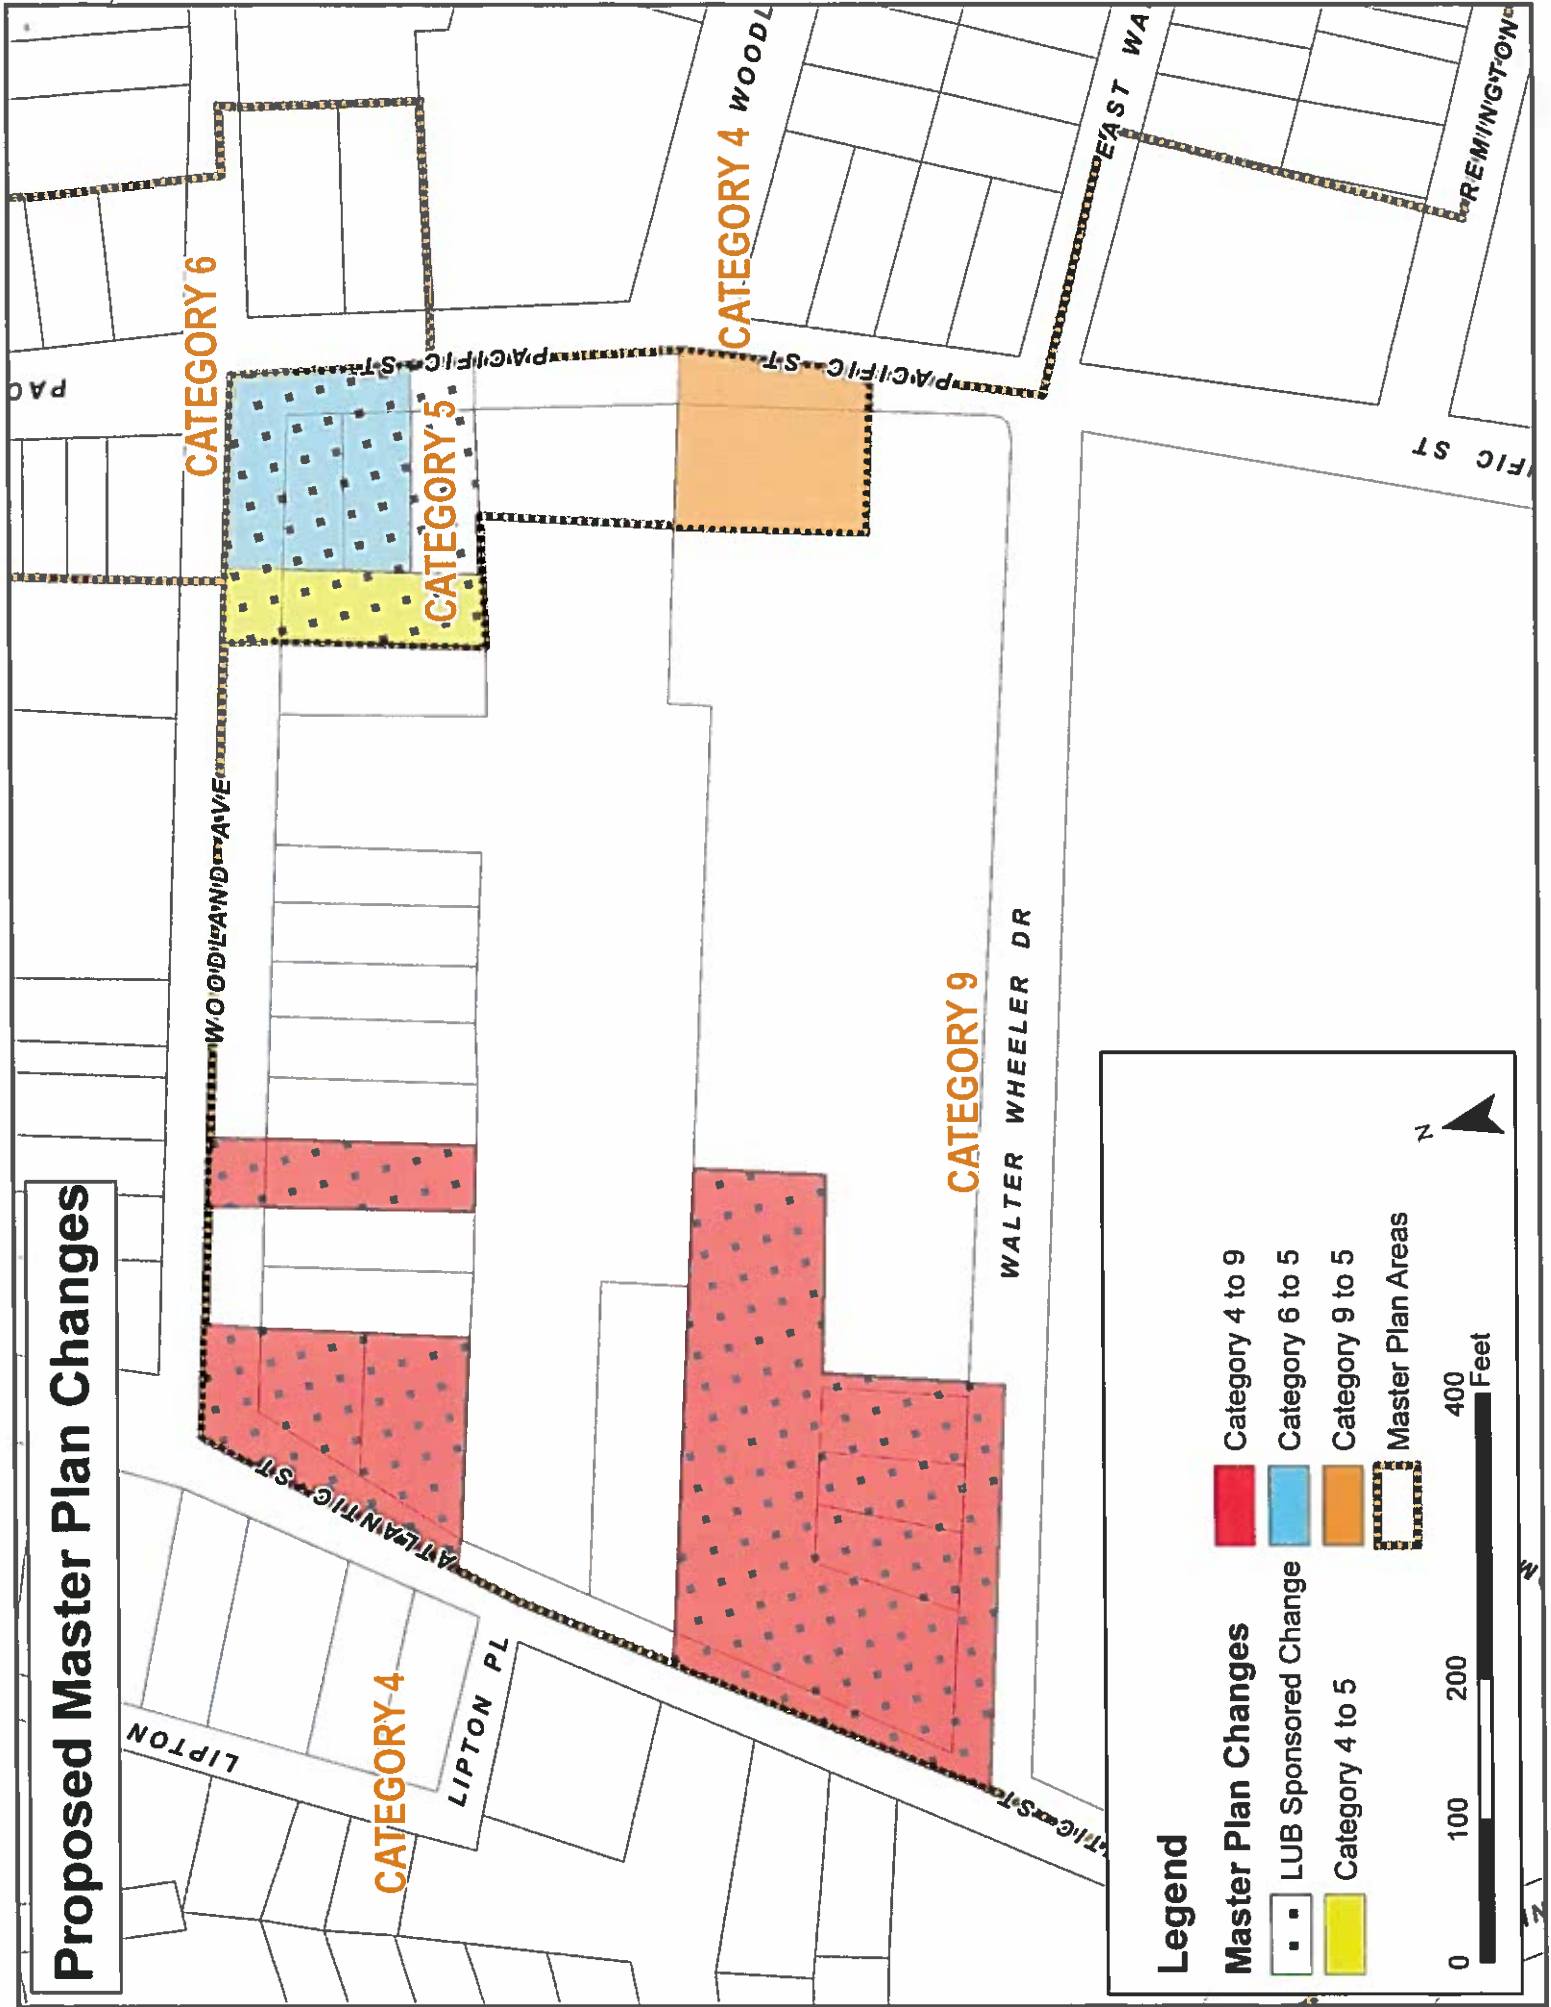 Proposed Master Plan Changes
CATEGORY 6
CATEGORY 5
CATEGORY 4
CATEGORY 4
CATEGORY 9
WOODLAND AVE
PACIFIC ST
PACIFIC ST
PAC
IFIC ST
WOODL
EAST WA
REMINGTON
WALTER WHEELER DR
ATLANTIC ST
TIC ST
LIPTON
LIPTON PL
Legend
Master Plan Changes
LUB Sponsored Change
Category 4 to 5
Category 4 to 9
Category 6 to 5
Category 9 to 5
Master Plan Areas
0 100 200 400
Feet
N